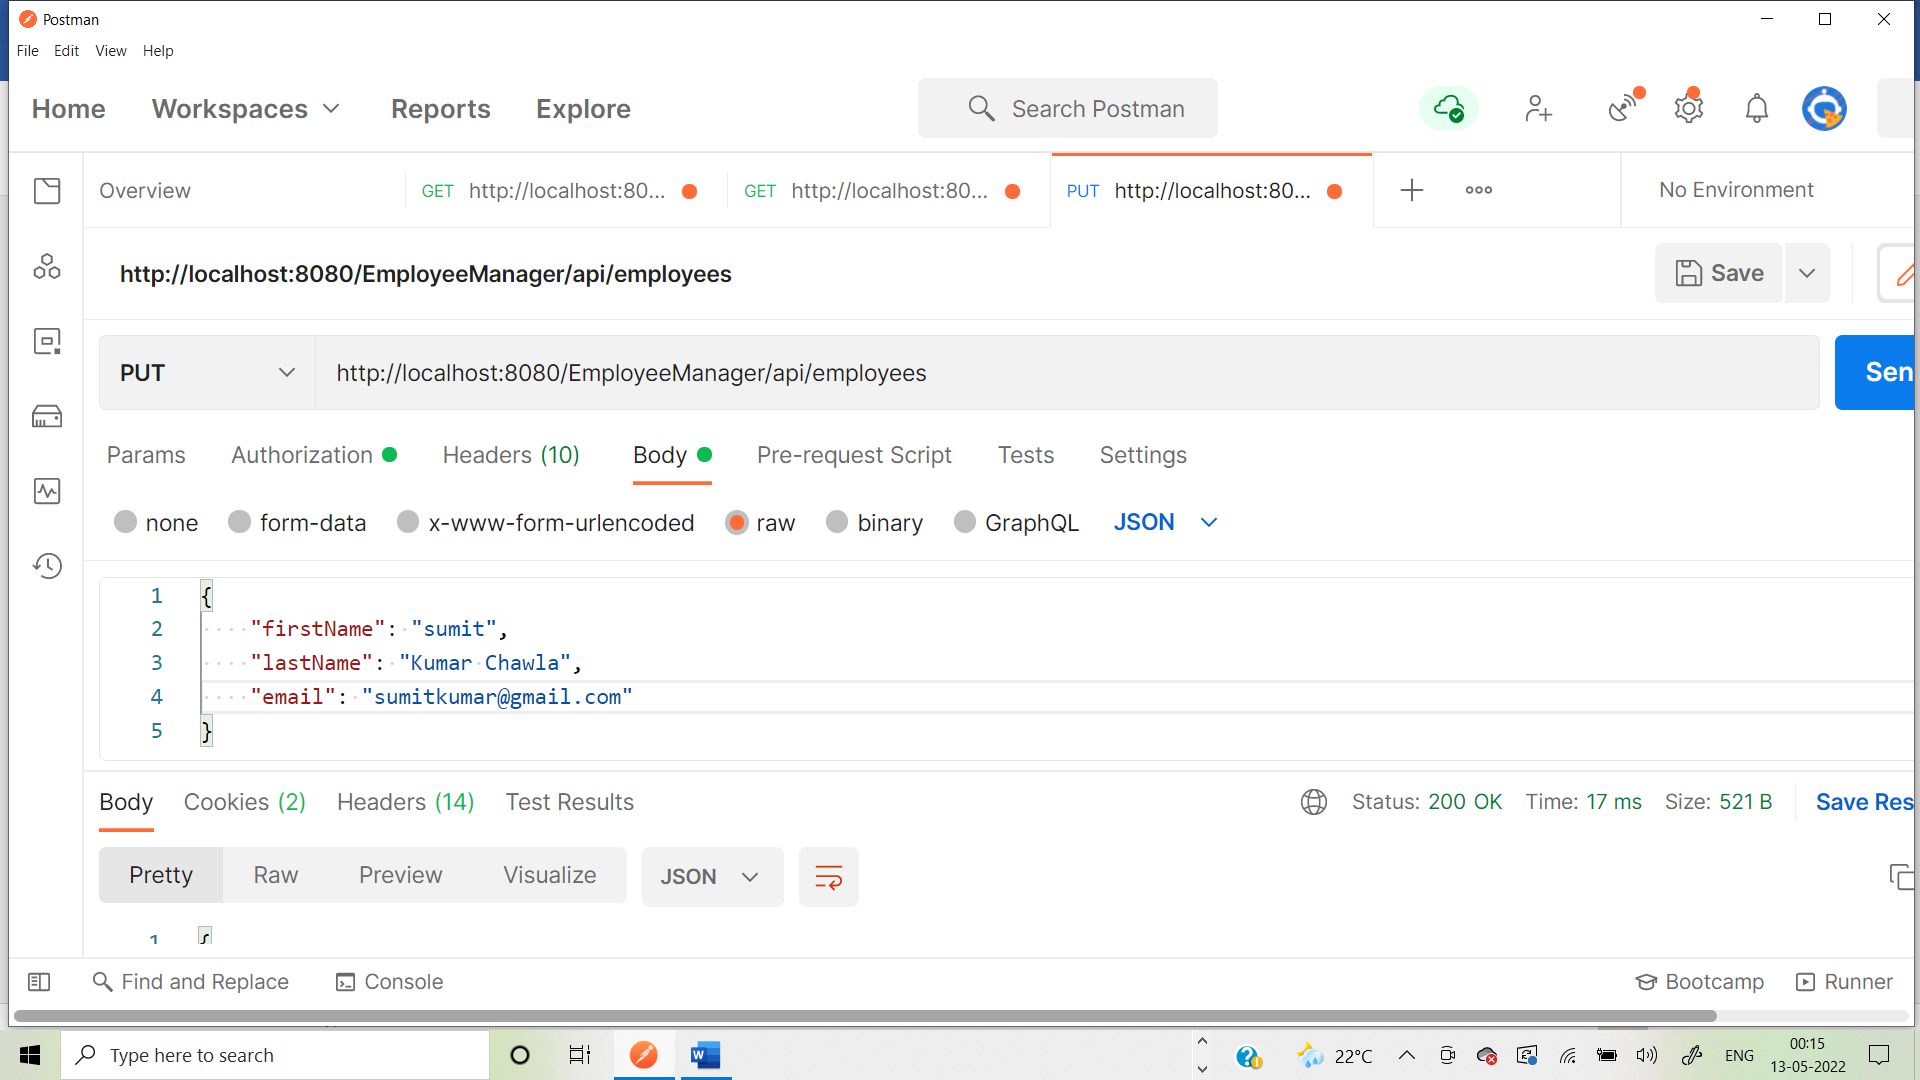 Postman
File Edit View Help
Home Workspaces Reports Explore Search Postman
Overview GET http://localhost:80... GET http://localhost:80... PUT http://localhost:80... No Environment
http://localhost:8080/EmployeeManager/api/employees Save
PUT http://localhost:8080/EmployeeManager/api/employees Sen
Params Authorization Headers (10) Body Pre-request Script Tests Settings
none form-data x-www-form-urlencoded raw binary GraphQL JSON
1 {
2 "firstName": "sumit",
3 "lastName": "Kumar Chawla",
4 "email": "sumitkumar@gmail.com"
5 }
Body Cookies (2) Headers (14) Test Results Status: 200 OK Time: 17 ms Size: 521 B Save Res
Pretty Raw Preview Visualize JSON
1 {
Find and Replace Console Bootcamp Runner
Type here to search 22°C ENG 00:15
13-05-2022